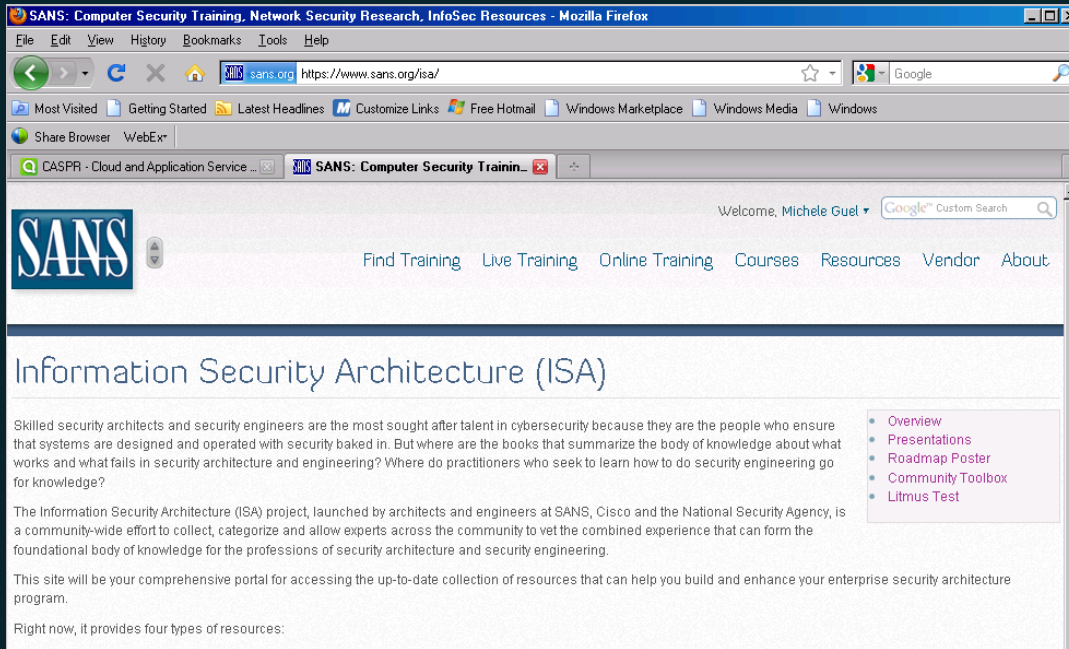 SANS: Computer Security Training, Network Security Research, InfoSec Resources - Mozilla Firefox
File Edit View History Bookmarks Tools Help
SANS sans.org https://www.sans.org/isa/ Google
Most Visited Getting Started Latest Headlines Customize Links Free Hotmail Windows Marketplace Windows Media Windows
Share Browser WebEx
CASPR - Cloud and Application Service ... SANS SANS: Computer Security Trainin...
Welcome, Michele Guel Google™ Custom Search
SANS
Find Training Live Training Online Training Courses Resources Vendor About
Information Security Architecture (ISA)
Skilled security architects and security engineers are the most sought after talent in cybersecurity because they are the people who ensure
that systems are designed and operated with security baked in. But where are the books that summarize the body of knowledge about what
works and what fails in security architecture and engineering? Where do practitioners who seek to learn how to do security engineering go
for knowledge?
The Information Security Architecture (ISA) project, launched by architects and engineers at SANS, Cisco and the National Security Agency, is
a community-wide effort to collect, categorize and allow experts across the community to vet the combined experience that can form the
foundational body of knowledge for the professions of security architecture and security engineering.
This site will be your comprehensive portal for accessing the up-to-date collection of resources that can help you build and enhance your enterprise security architecture
program.
Right now, it provides four types of resources:
Overview
Presentations
Roadmap Poster
Community Toolbox
Litmus Test